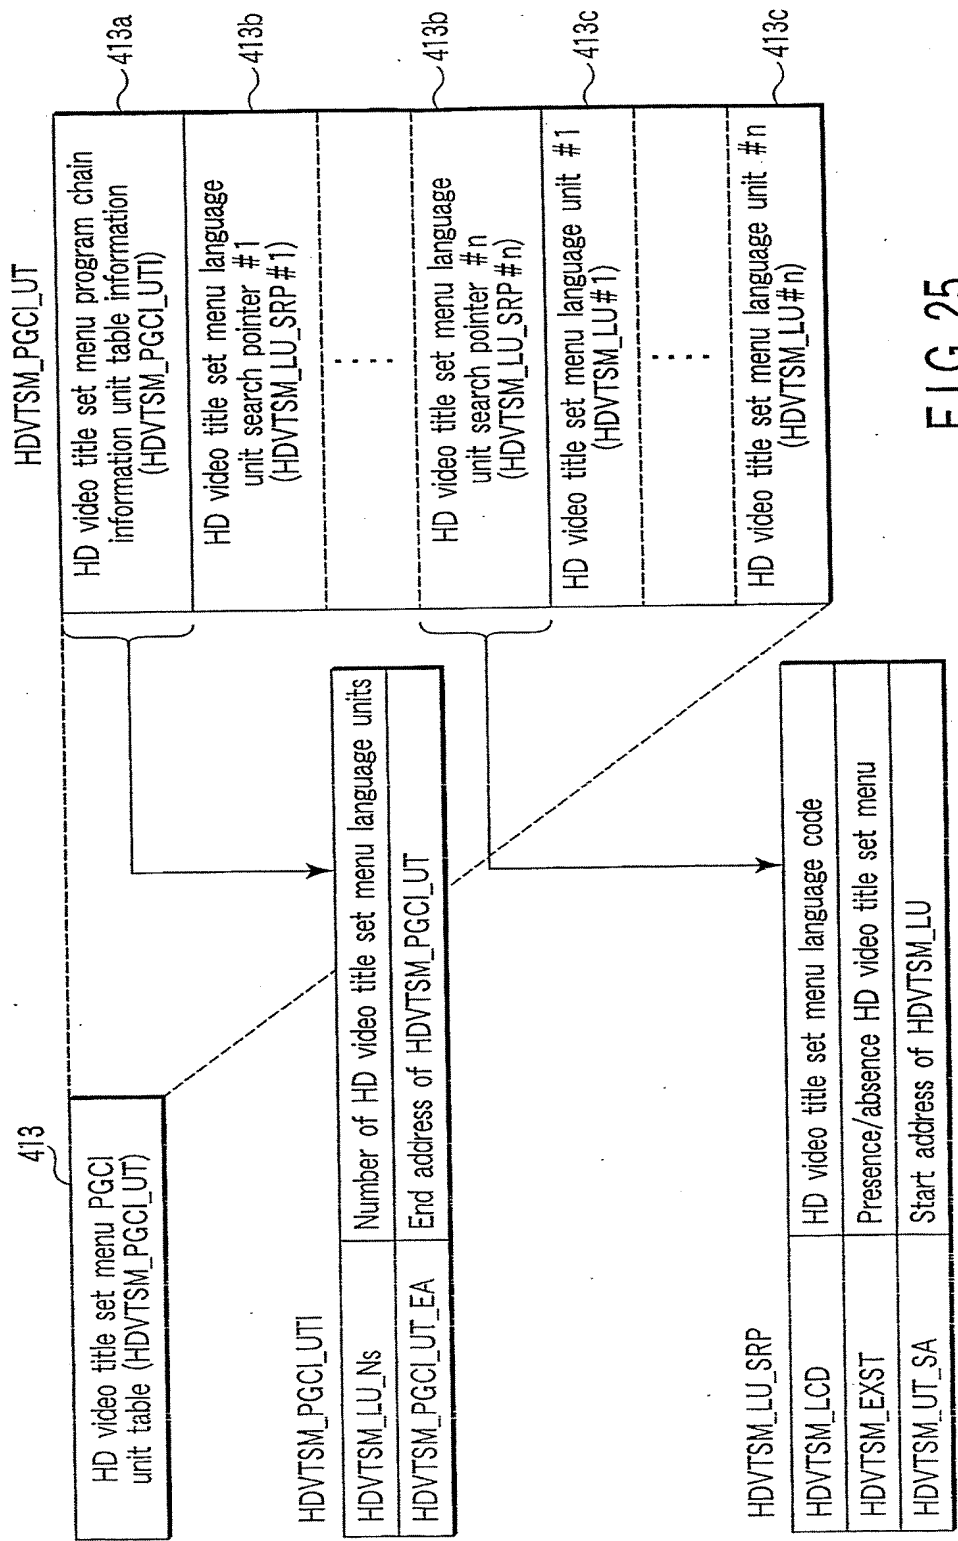 413
HD video title set menu PGCI
unit table (HDVTSM_PGCI_UT)
HDVTSM_PGCI_UT
HD video title set menu program chain
information unit table information
(HDVTSM_PGCI_UTI)
413a
HD video title set menu language
unit search pointer #1
(HDVTSM_LU_SRP#1)
413b
HD video title set menu language
unit search pointer #n
(HDVTSM_LU_SRP#n)
413b
HD video title set menu language unit #1
(HDVTSM_LU#1)
413c
HD video title set menu language unit #n
(HDVTSM_LU#n)
413c
HDVTSM_PGCI_UTI
HDVTSM_LU_Ns Number of HD video title set menu language units
HDVTSM_PGCI_UT_EA End address of HDVTSM_PGCI_UT
HDVTSM_LU_SRP
HDVTSM_LCD HD video title set menu language code
HDVTSM_EXST Presence/absence HD video title set menu
HDVTSM_UT_SA Start address of HDVTSM_LU
FIG. 25